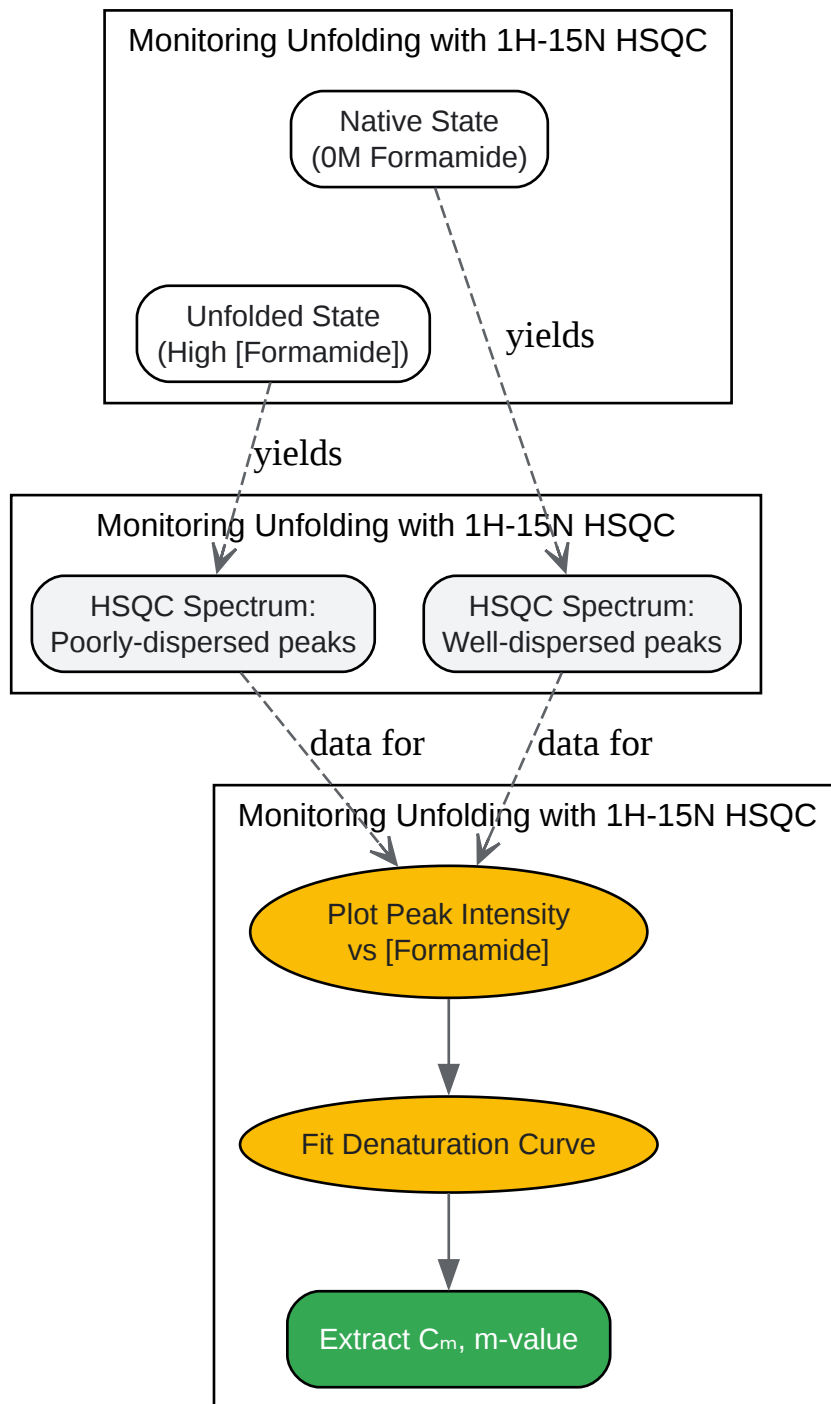 Monitoring Unfolding with 1H-15N HSQC
Native State
(0M Formamide)
Unfolded State
(High [Formamide])
yields
yields
Monitoring Unfolding with 1H-15N HSQC
HSQC Spectrum:
Poorly-dispersed peaks
HSQC Spectrum:
Well-dispersed peaks
data for
data for
Monitoring Unfolding with 1H-15N HSQC
Plot Peak Intensity
vs [Formamide]
Fit Denaturation Curve
Extract Cₘ, m-value